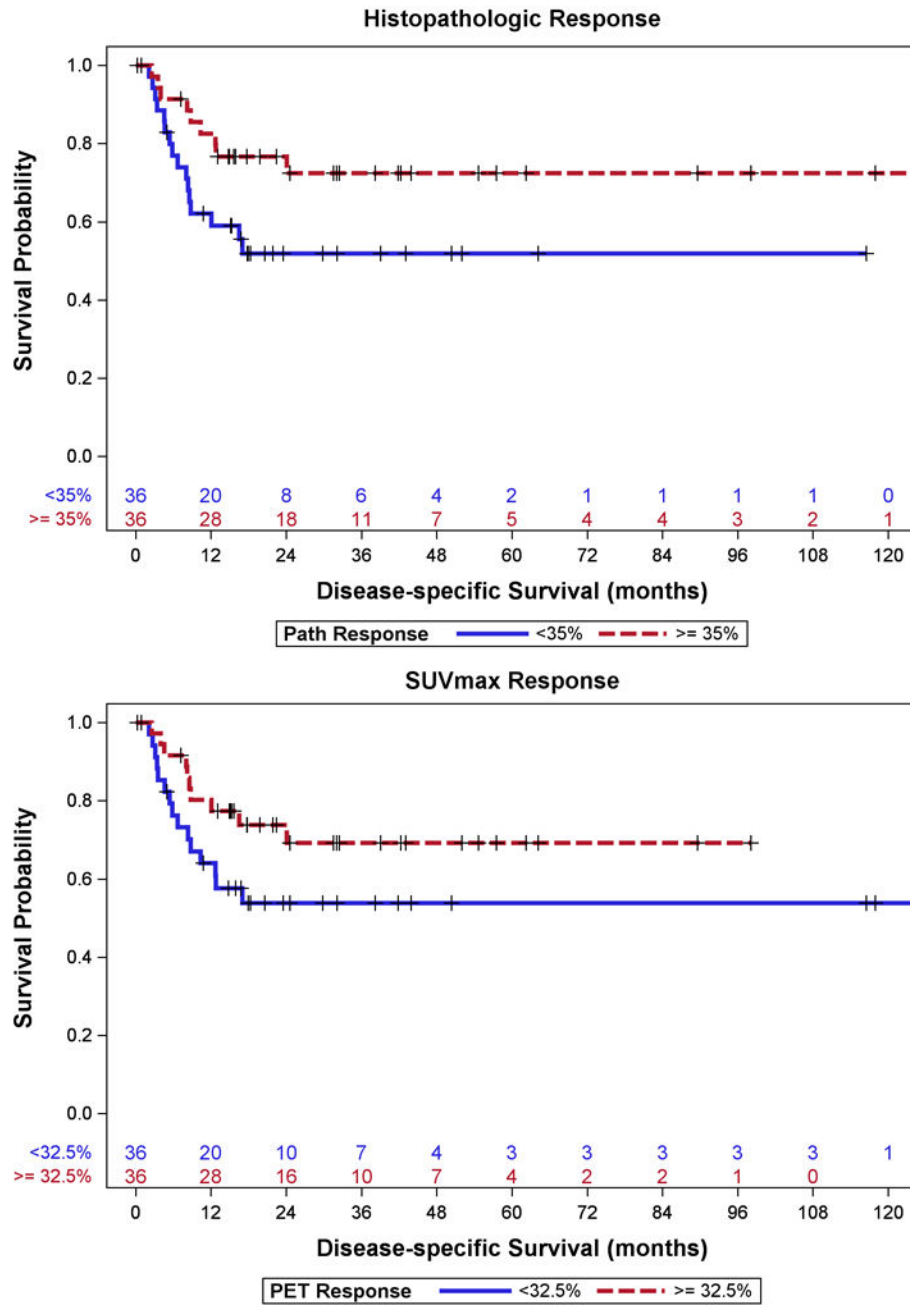 Histopathologic Response
Survival Probability
1.0
0.8
0.6
0.4
0.2
0.0
<35% 36 20 8 6 4 2 1 1 1 1 0
>= 35% 36 28 18 11 7 5 4 4 3 2 1
0 12 24 36 48 60 72 84 96 108 120
Disease-specific Survival (months)
Path Response <35% >= 35%
SUVmax Response
Survival Probability
1.0
0.8
0.6
0.4
0.2
0.0
<32.5% 36 20 10 7 4 3 3 3 3 3 1
>= 32.5% 36 28 16 10 7 4 2 2 1 0
0 12 24 36 48 60 72 84 96 108 120
Disease-specific Survival (months)
PET Response <32.5% >= 32.5%